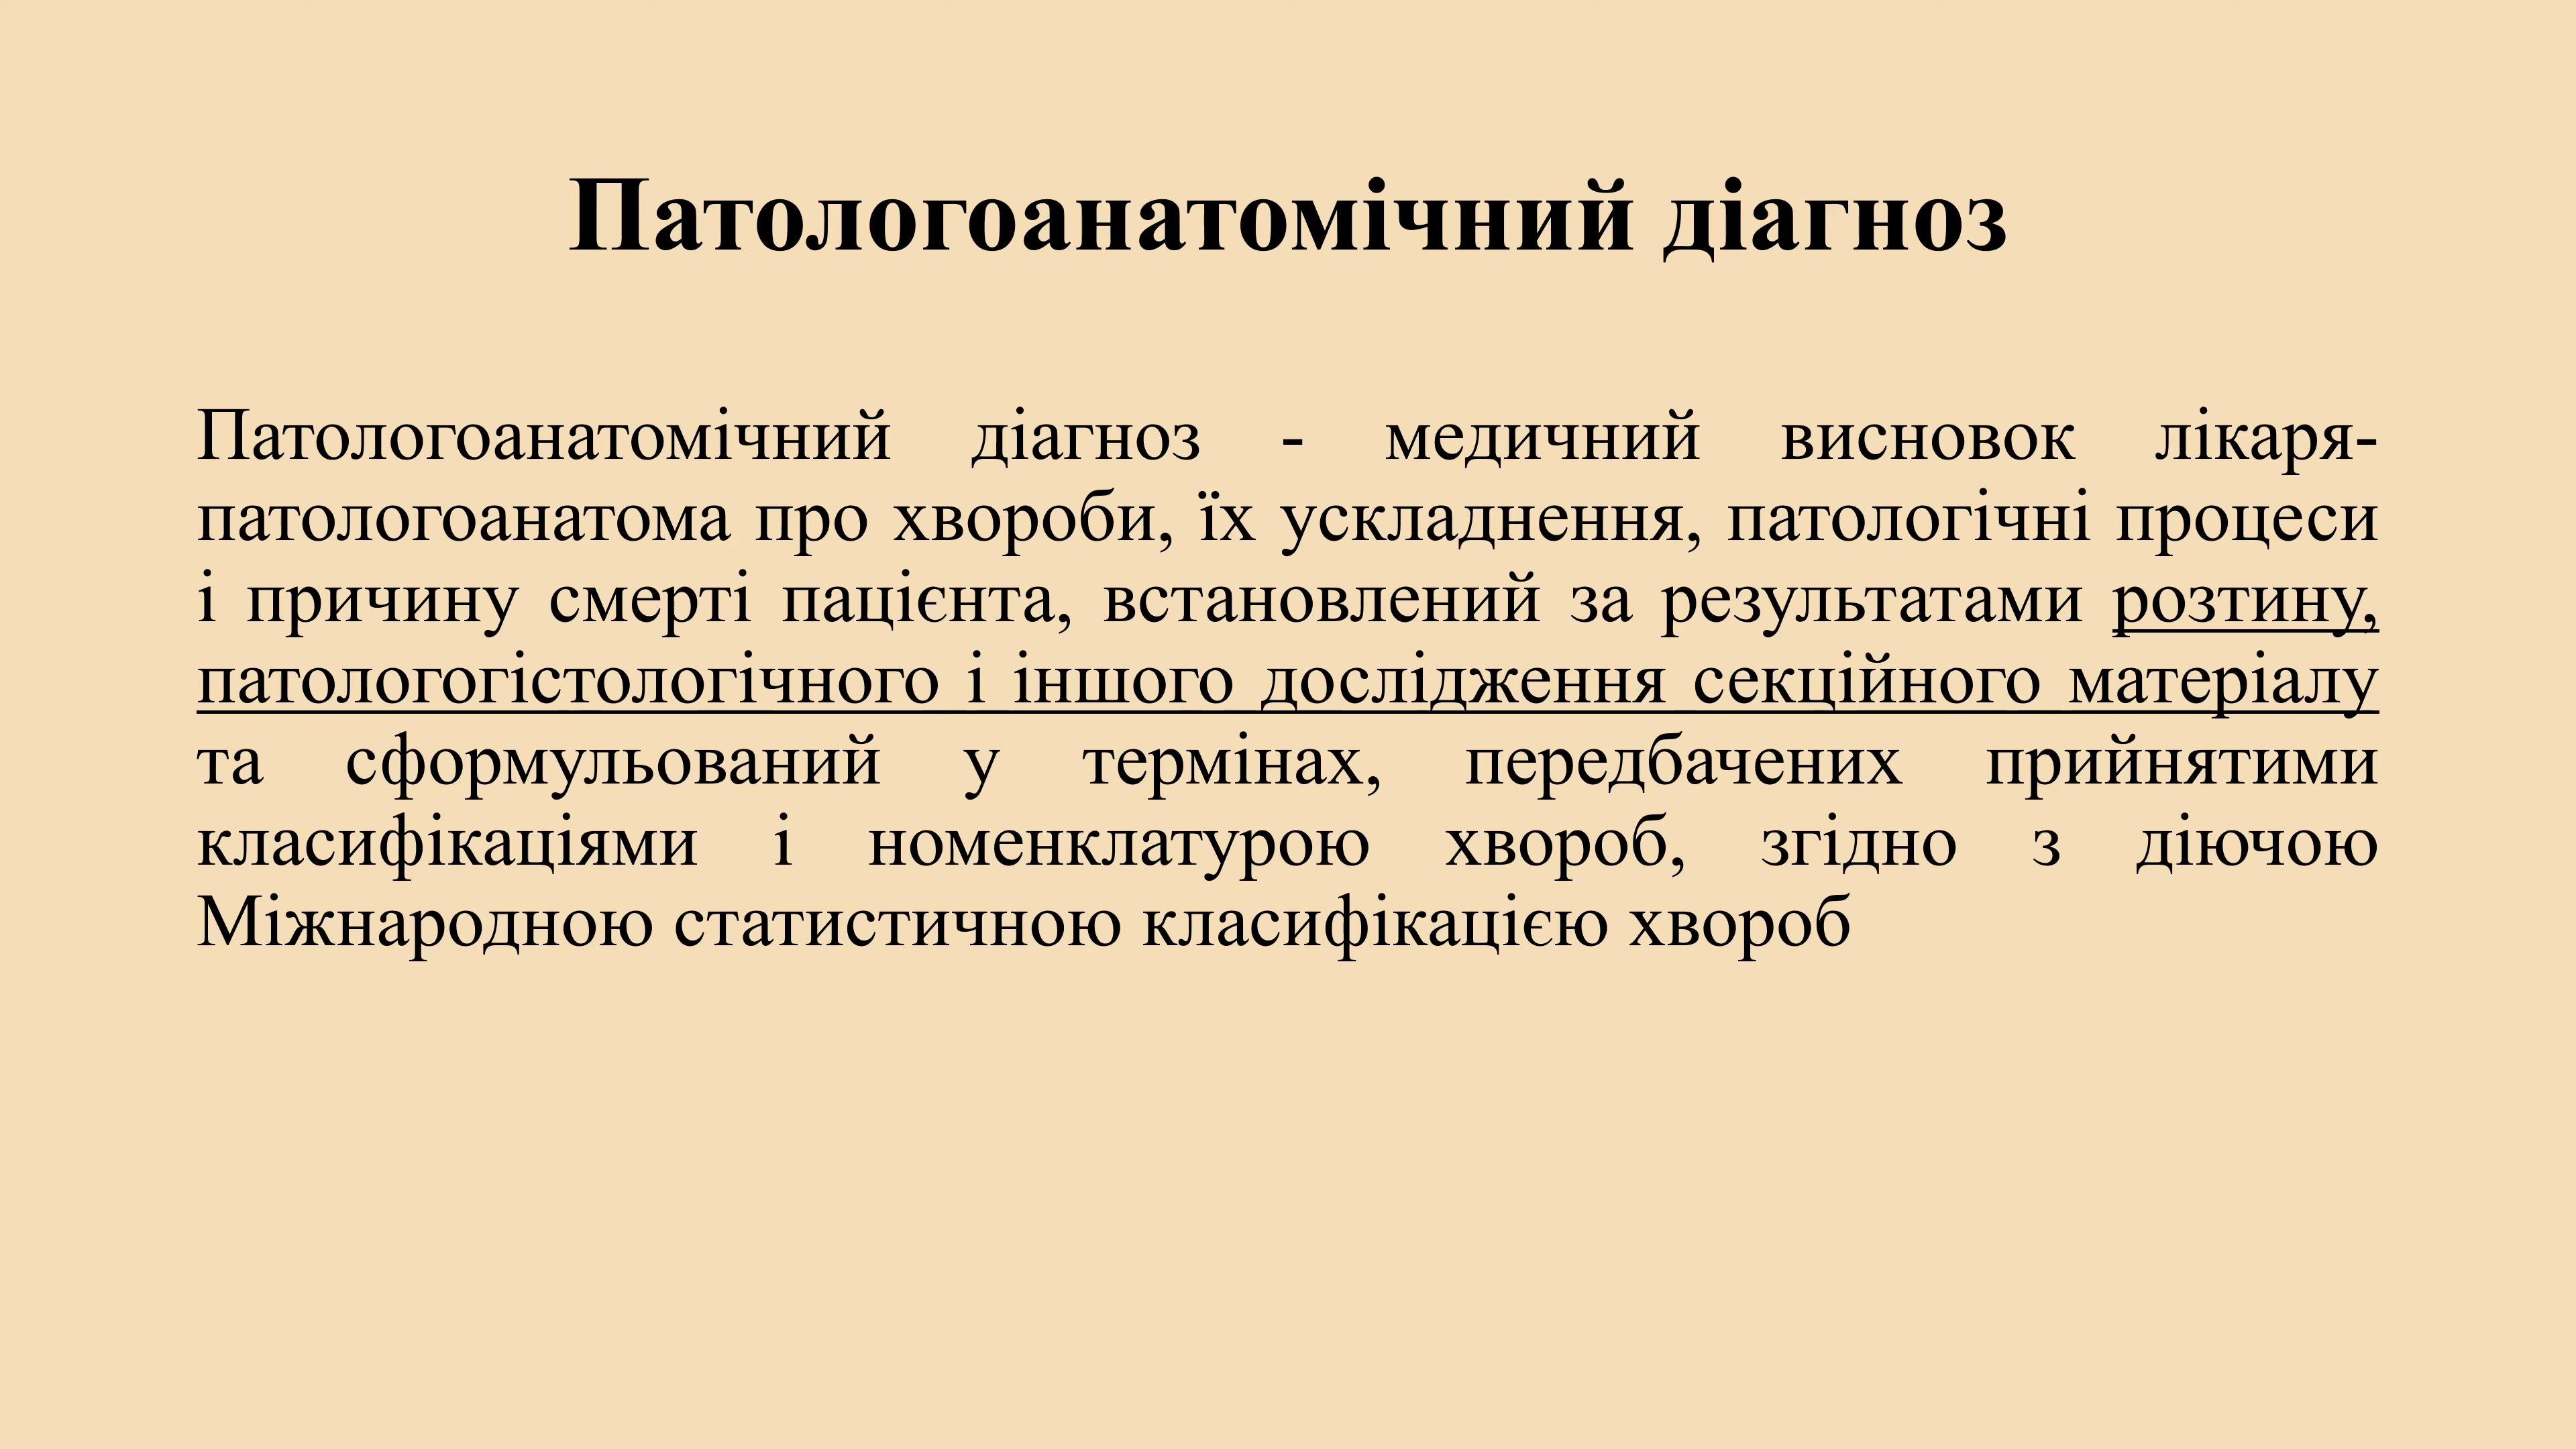 Патологоанатомічний діагноз
Патологоанатомічний діагноз - медичний висновок лікаря-
патологоанатома про хвороби, їх ускладнення, патологічні процеси
і причину смерті пацієнта, встановлений за результатами розтину,
патологогістологічного і іншого дослідження секційного матеріалу
та сформульований у термінах, передбачених прийнятими
класифікаціями і номенклатурою хвороб, згідно з діючою
Міжнародною статистичною класифікацією хвороб